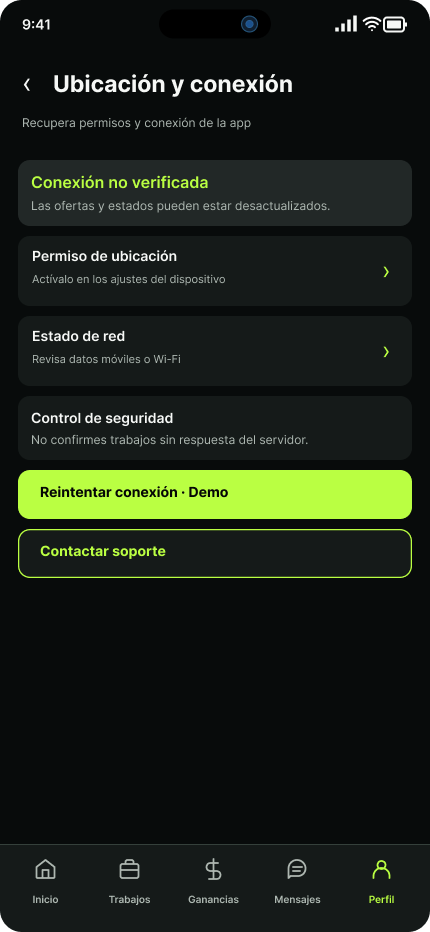 9:41
‹ Ubicación y conexión
Recupera permisos y conexión de la app
Conexión no verificada
Las ofertas y estados pueden estar desactualizados.
Permiso de ubicación
Actívalo en los ajustes del dispositivo
›
Estado de red
Revisa datos móviles o Wi-Fi
›
Control de seguridad
No confirmes trabajos sin respuesta del servidor.
Reintentar conexión · Demo
Contactar soporte
Inicio Trabajos Ganancias Mensajes Perfil